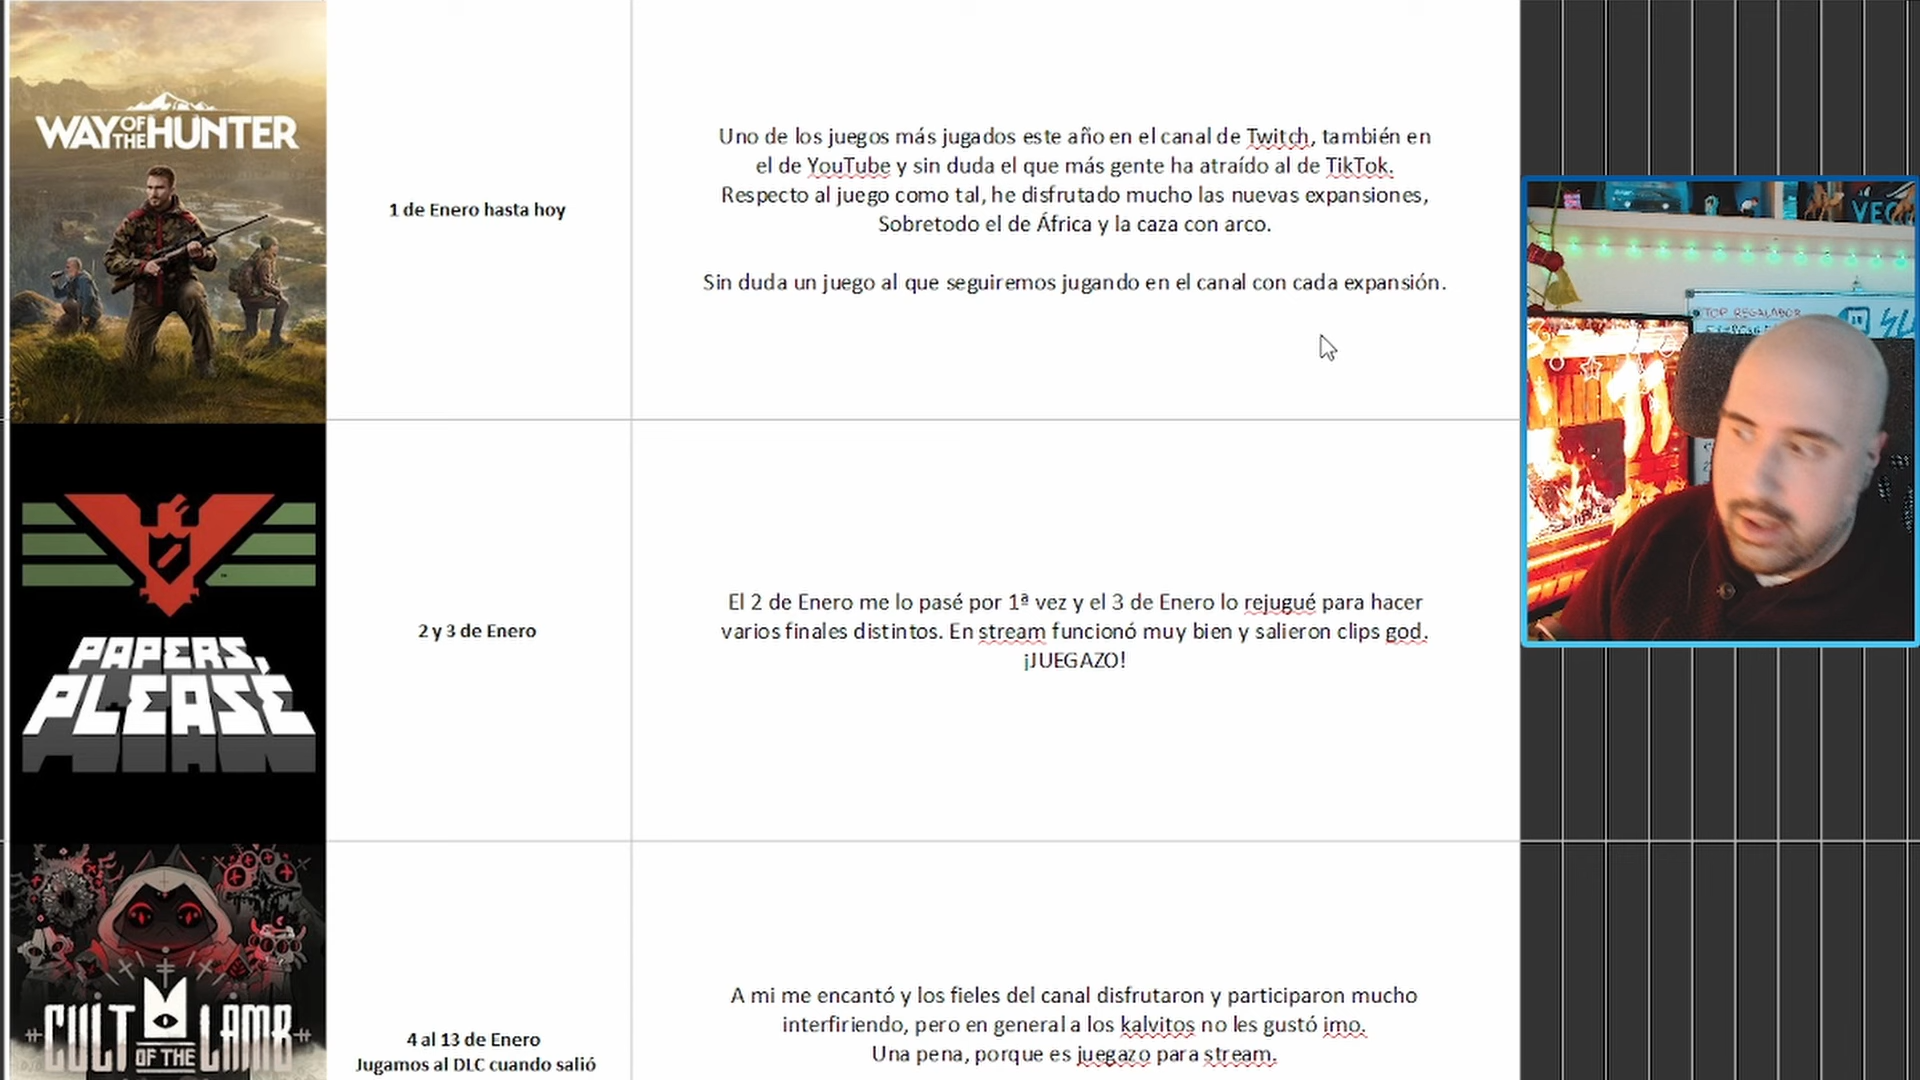 WAY OF THE HUNTER
1 de Enero hasta hoy
Uno de los juegos más jugados este año en el canal de Twitch, también en
el de YouTube y sin duda el que más gente ha atraído al de TikTok.
Respecto al juego como tal, he disfrutado mucho las nuevas expansiones,
Sobretodo el de África y la caza con arco.
Sin duda un juego al que seguiremos jugando en el canal con cada expansión.
PAPERS,
PLEASE
2 y 3 de Enero
El 2 de Enero me lo pasé por 1ª vez y el 3 de Enero lo rejugué para hacer
varios finales distintos. En stream funcionó muy bien y salieron clips god.
¡JUEGAZO!
CULT OF THE LAMB
4 al 13 de Enero
Jugamos al DLC cuando salió
A mi me encantó y los fieles del canal disfrutaron y participaron mucho
interfiriendo, pero en general a los kalvitos no les gustó imo.
Una pena, porque es juegazo para stream.
TOP REGALADOR